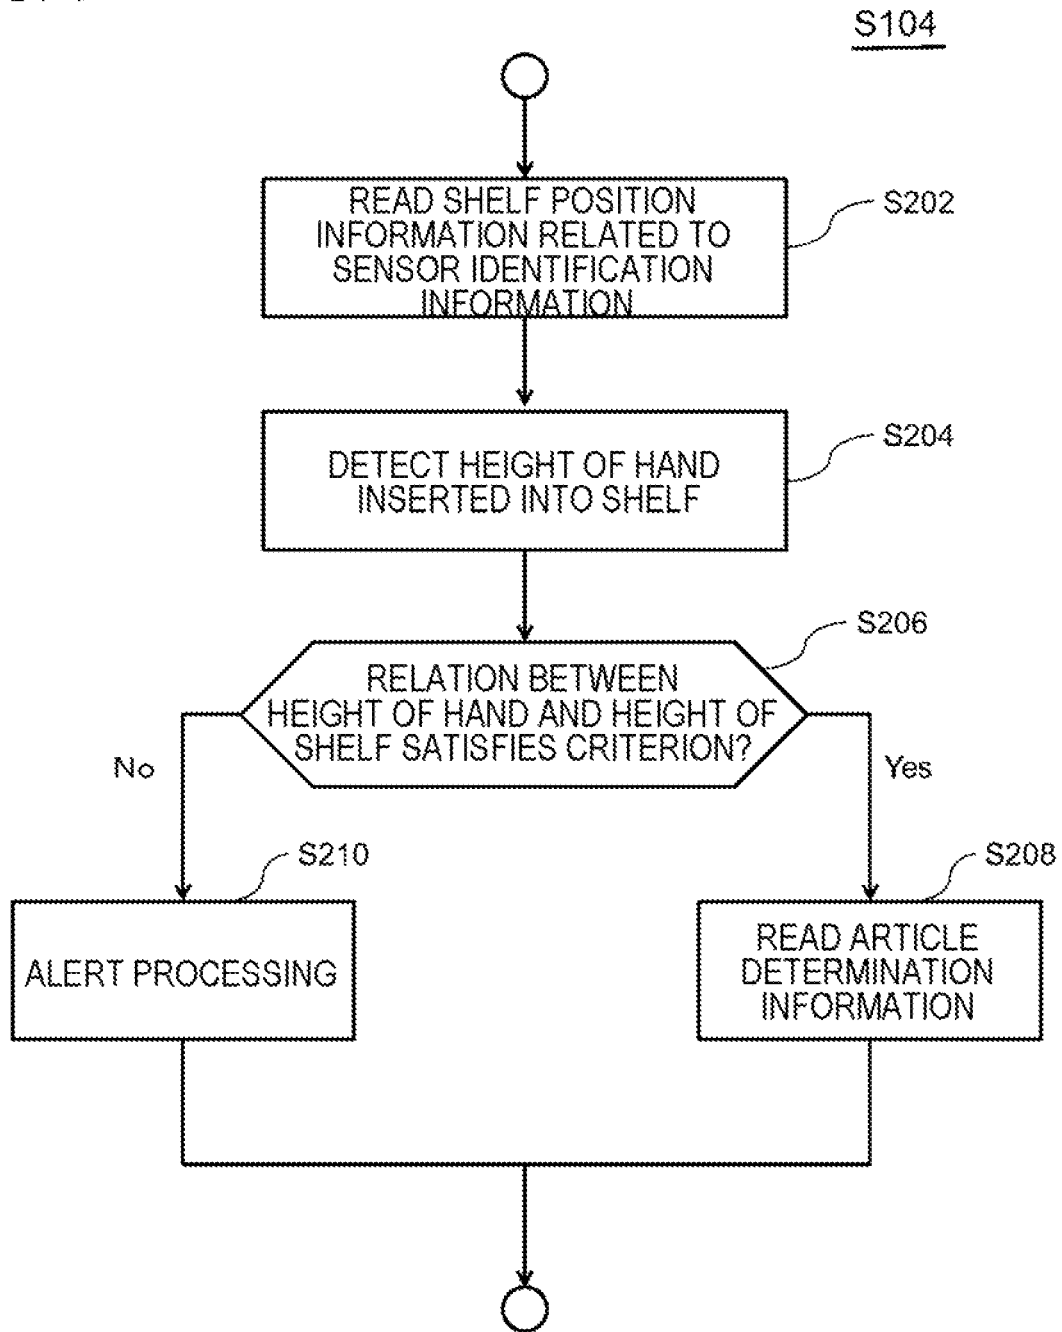 S104
READ SHELF POSITION
INFORMATION RELATED TO
SENSOR IDENTIFICATION
INFORMATION
S202
DETECT HEIGHT OF HAND
INSERTED INTO SHELF
S204
S206
RELATION BETWEEN
HEIGHT OF HAND AND HEIGHT OF
SHELF SATISFIES CRITERION?
No
Yes
S210
S208
ALERT PROCESSING
READ ARTICLE
DETERMINATION
INFORMATION